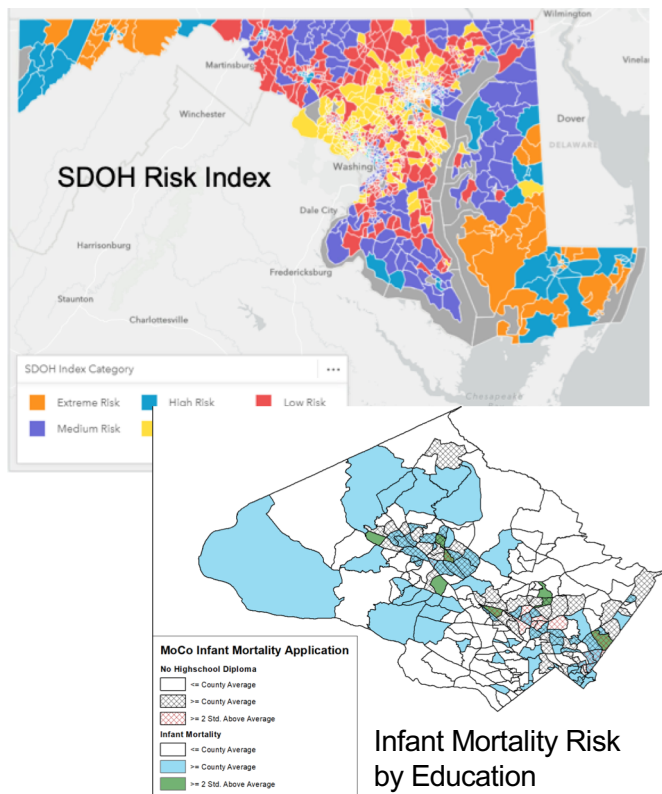 Wilmington
Martinsburg
Vinela
Winchester
Dover
DELAWARE
SDOH Risk Index
Washing
Dale City
Harrisonburg
Fredericksburg
Staunton
Charlottesville
SDOH Index Category
...
Chesapeake
Extreme Risk
High Risk
Low Risk
Medium Risk
MoCo Infant Mortality Application
No Highschool Diploma
<= County Average
>= County Average
>= 2 Std. Above Average
Infant Mortality
<= County Average
>= County Average
>= 2 Std. Above Average
Infant Mortality Risk
by Education